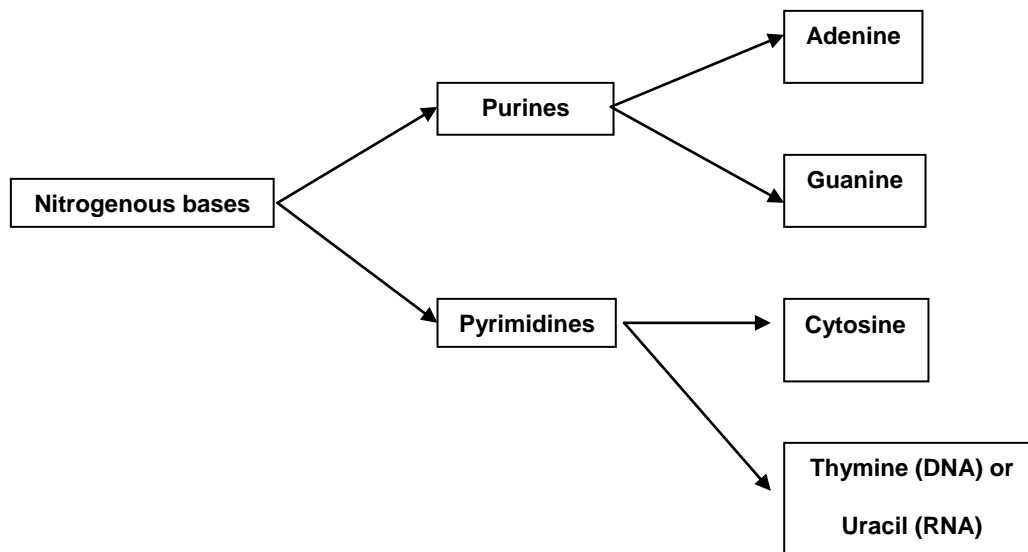 Adenine
Purines
Guanine
Nitrogenous bases
Pyrimidines
Cytosine
Thymine (DNA) or
Uracil (RNA)